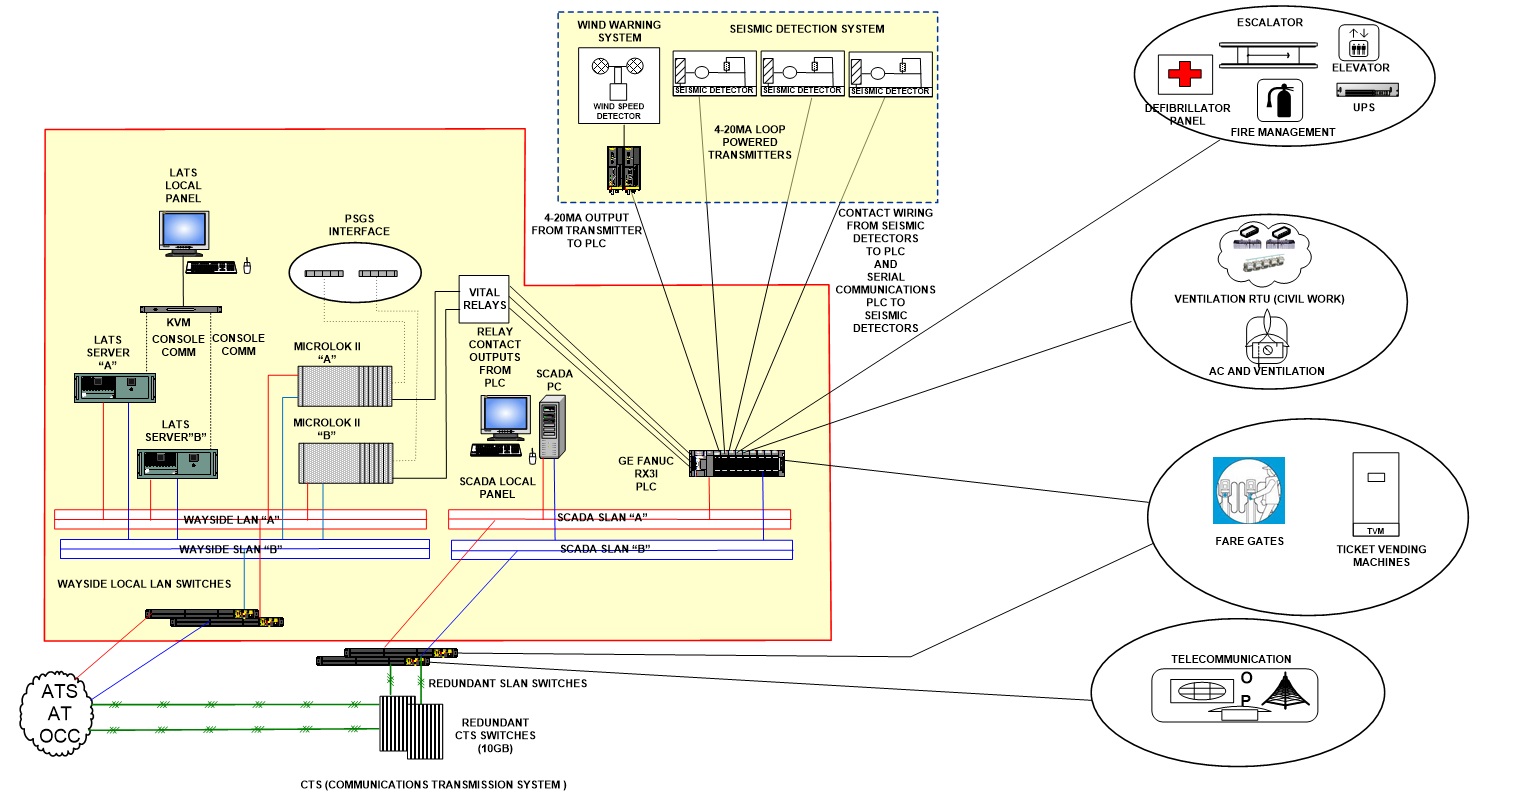 WIND WARNING
SYSTEM
WIND SPEED
DETECTOR
SEISMIC DETECTION SYSTEM
SEISMIC DETECTOR
SEISMIC DETECTOR
SEISMIC DETECTOR
4-20MA LOOP
POWERED
TRANSMITTERS
4-20MA OUTPUT
FROM TRANSMITTER
TO PLC
CONTACT WIRING
FROM SEISMIC
DETECTORS
TO PLC
AND
SERIAL
COMMUNICATIONS
PLC TO
SEISMIC
DETECTORS
ESCALATOR
ELEVATOR
DEFIBRILLATOR
PANEL
FIRE MANAGEMENT
UPS
LATS
LOCAL
PANEL
PSGS
INTERFACE
KVM
CONSOLE
COMM
CONSOLE
COMM
LATS
SERVER
“A”
LATS
SERVER”B”
MICROLOK II
“A”
MICROLOK II
“B”
VITAL
RELAYS
RELAY
CONTACT
OUTPUTS
FROM
PLC
SCADA
PC
SCADA LOCAL
PANEL
GE FANUC
RX3I
PLC
WAYSIDE LAN “A”
WAYSIDE SLAN “B”
SCADA SLAN “A”
SCADA SLAN “B”
WAYSIDE LOCAL LAN SWITCHES
VENTILATION RTU (CIVIL WORK)
AC AND VENTILATION
FARE GATES
TVM
TICKET VENDING
MACHINES
TELECOMMUNICATION
O
P
ATS
AT
OCC
REDUNDANT SLAN SWITCHES
REDUNDANT
CTS SWITCHES
(10GB)
CTS (COMMUNICATIONS TRANSMISSION SYSTEM )